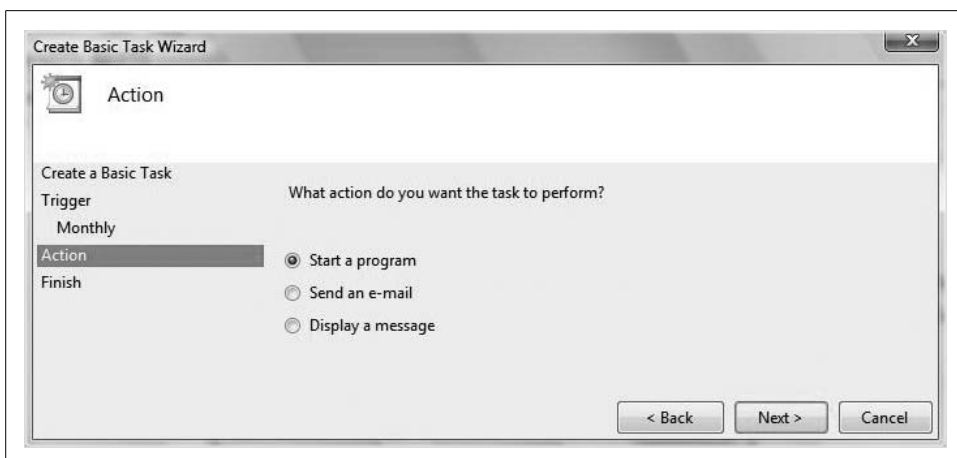 Create Basic Task Wizard
Action
Create a Basic Task
Trigger
Monthly
Action
Finish
What action do you want the task to perform?
Start a program
Send an e-mail
Display a message
< Back
Next >
Cancel